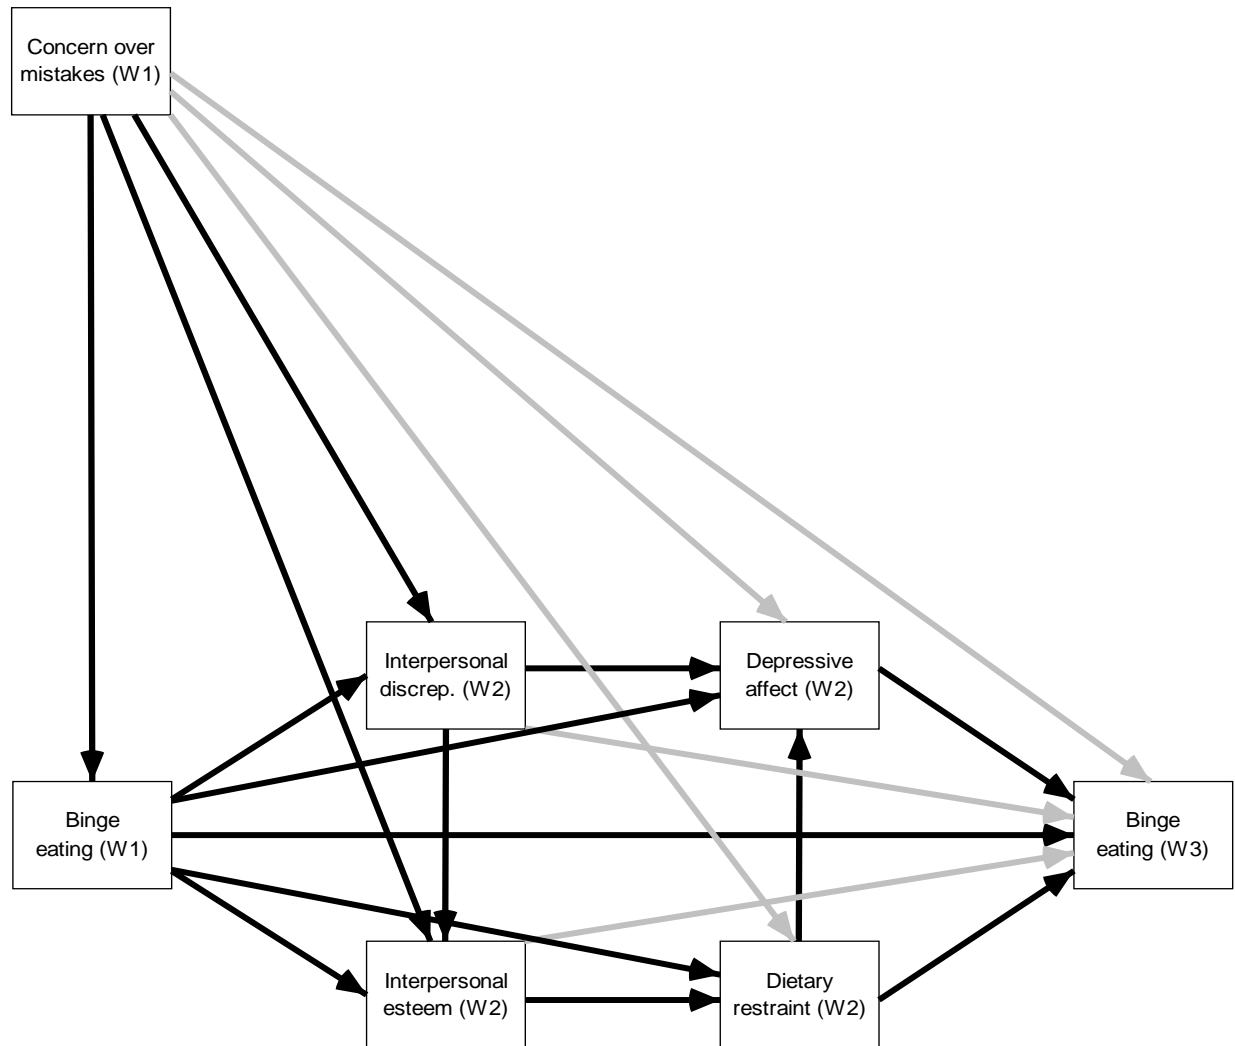 Concern over
mistakes (W1)
Interpersonal
discrep. (W2)
Depressive
affect (W2)
Binge
eating (W1)
Binge
eating (W3)
Interpersonal
esteem (W2)
Dietary
restraint (W2)